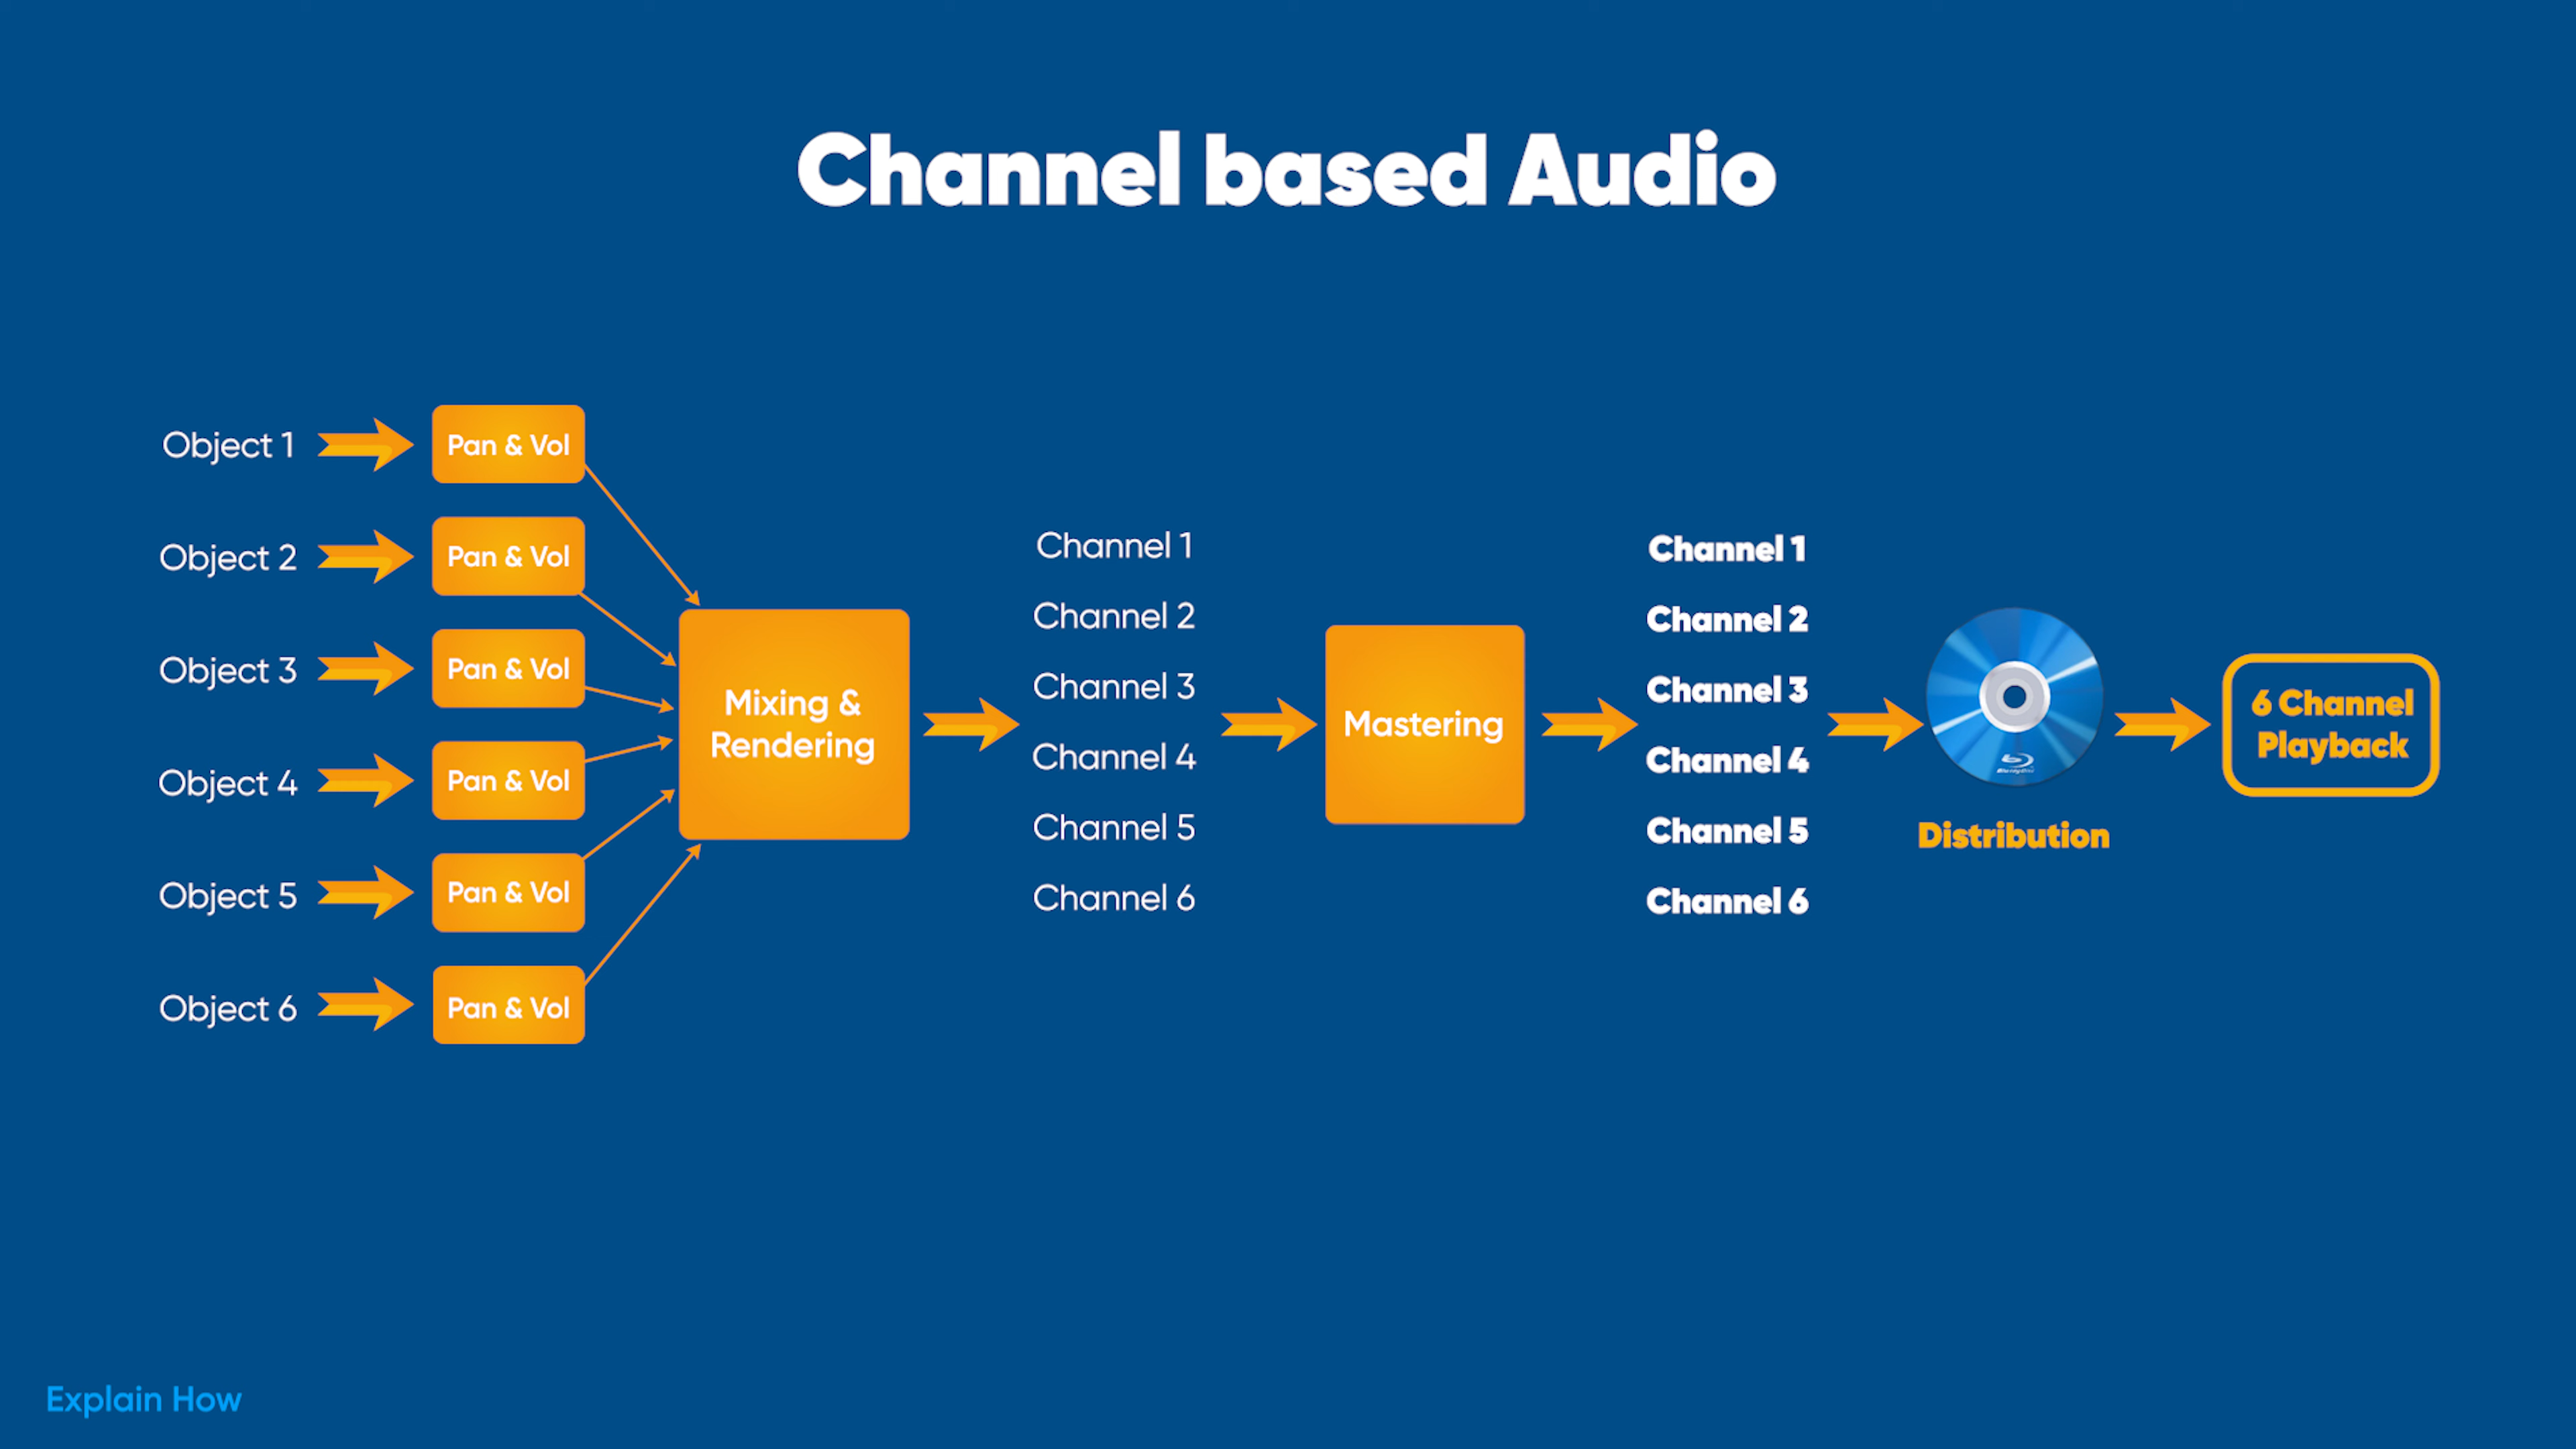 Channel based Audio
Object 1
Pan & Vol
Object 2
Pan & Vol
Object 3
Pan & Vol
Object 4
Pan & Vol
Object 5
Pan & Vol
Object 6
Pan & Vol
Mixing &
Rendering
Channel 1
Channel 2
Channel 3
Channel 4
Channel 5
Channel 6
Mastering
Channel 1
Channel 2
Channel 3
Channel 4
Channel 5
Channel 6
Blu-ray Disc
Distribution
6 Channel
Playback
Explain How